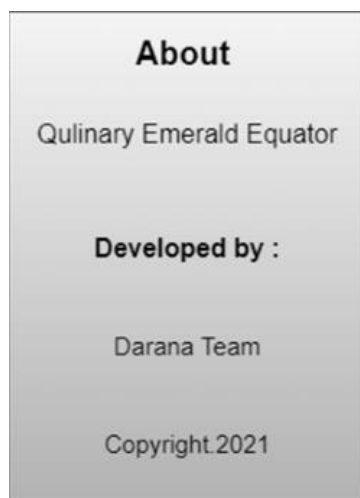 About
Qulinary Emerald Equator
Developed by :
Darana Team
Copyright.2021